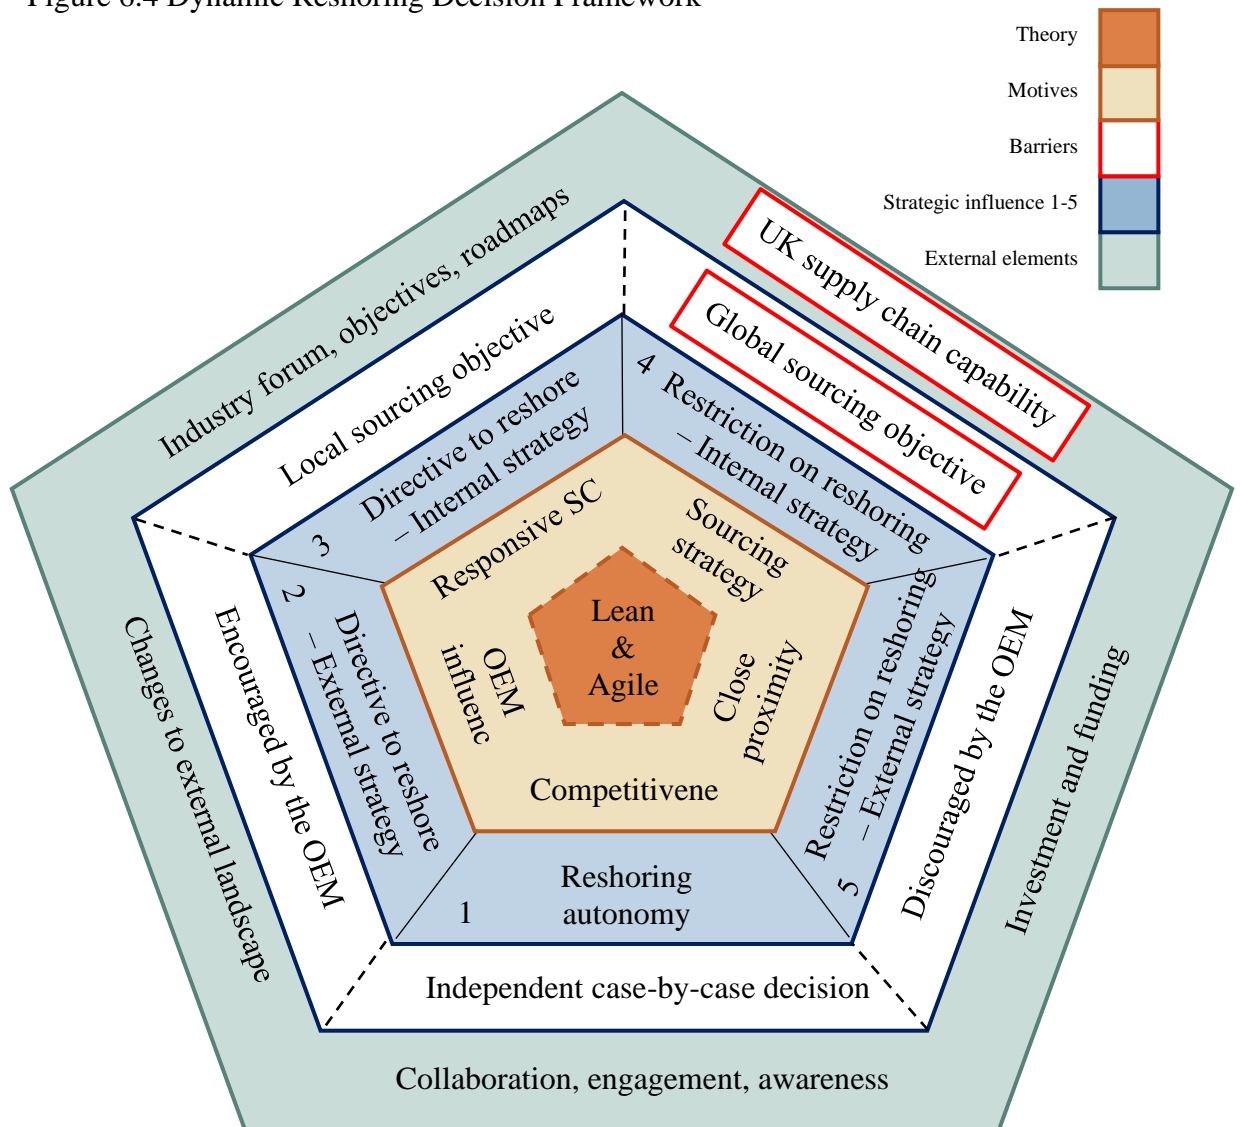 Figure 6.4 Dynamic Reshoring Decision Framework
Theory
Motives
Barriers
Strategic influence 1-5
External elements
Industry forum, objectives, roadmaps
UK supply chain capability
Local sourcing objective
Global sourcing objective
3
Directive to reshore
– Internal strategy
4
Restriction on reshoring
– Internal strategy
Responsive SC
Sourcing
strategy
Lean
&
Agile
OEM
influenc
Close
proximity
Competitivene
2
Directive to reshore
– External strategy
Restriction on reshoring
– External strategy
5
Encouraged by the OEM
Discouraged by the OEM
Changes to external landscape
Investment and funding
1
Reshoring
autonomy
Independent case-by-case decision
Collaboration, engagement, awareness